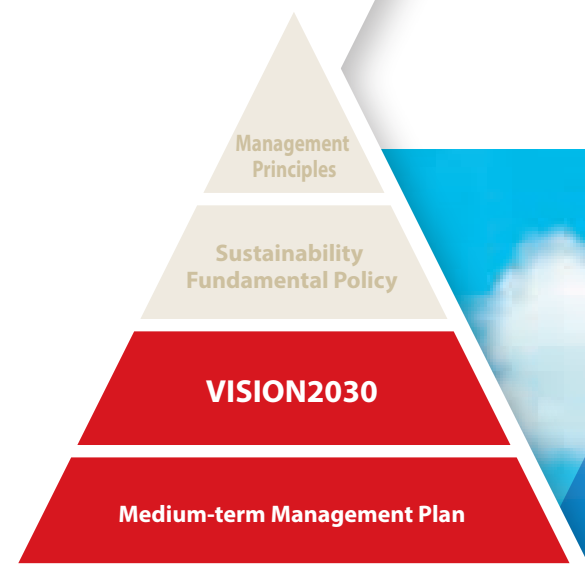 Management
Principles
Sustainability
Fundamental Policy
VISION2030
Medium-term Management Plan